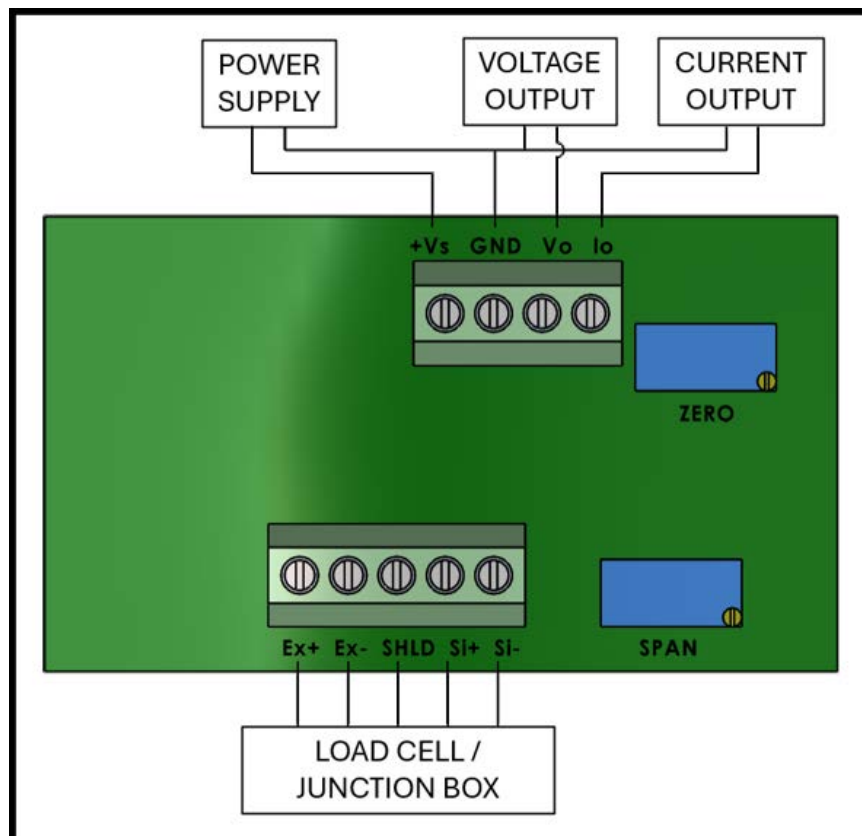 POWER
SUPPLY
VOLTAGE
OUTPUT
CURRENT
OUTPUT
+Vs GND Vo Io
ZERO
Ex+ Ex- SHLD Si+ Si-
SPAN
LOAD CELL /
JUNCTION BOX